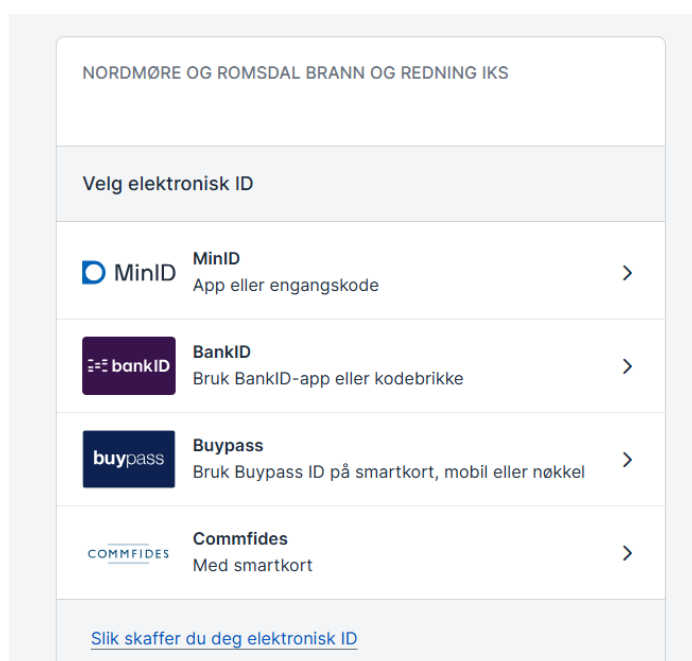 NORDMØRE OG ROMSDAL BRANN OG REDNING IKS
Velg elektronisk ID
MinID
MinID
App eller engangskode
bankID
BankID
Bruk BankID-app eller kodebrikke
buypass
Buypass
Bruk Buypass ID på smartkort, mobil eller nøkkel
COMMFIDES
Commfides
Med smartkort
Slik skaffer du deg elektronisk ID